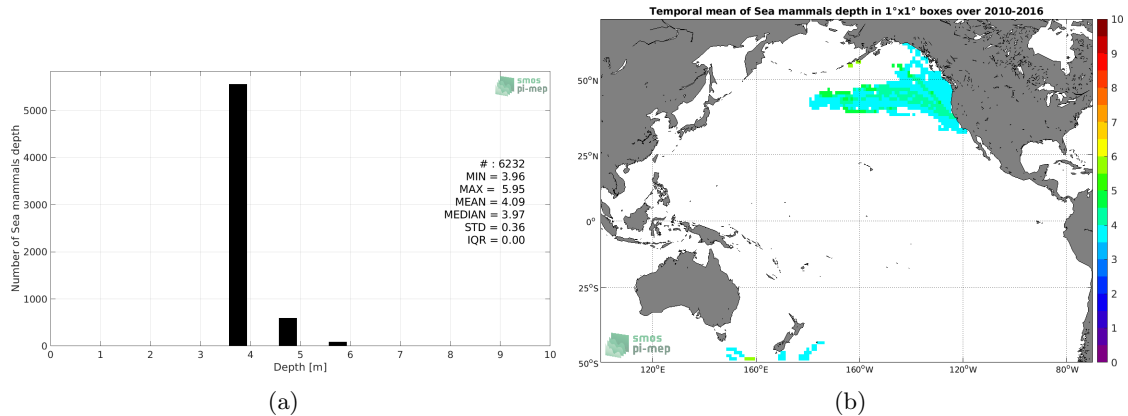 smos
pi-mep
Number of Sea mammals depth
5000
4000
3000
2000
1000
0
# : 6232
MIN = 3.96
MAX = 5.95
MEAN = 4.09
MEDIAN = 3.97
STD = 0.36
IQR = 0.00
0 1 2 3 4 5 6 7 8 9 10
Depth [m]
(a)
Temporal mean of Sea mammals depth in 1°x1° boxes over 2010-2016
50°N
25°N
0°
25°S
50°S
120°E 160°E 160°W 120°W 80°W
smos
pi-mep
10
9
8
7
6
5
4
3
2
1
0
(b)